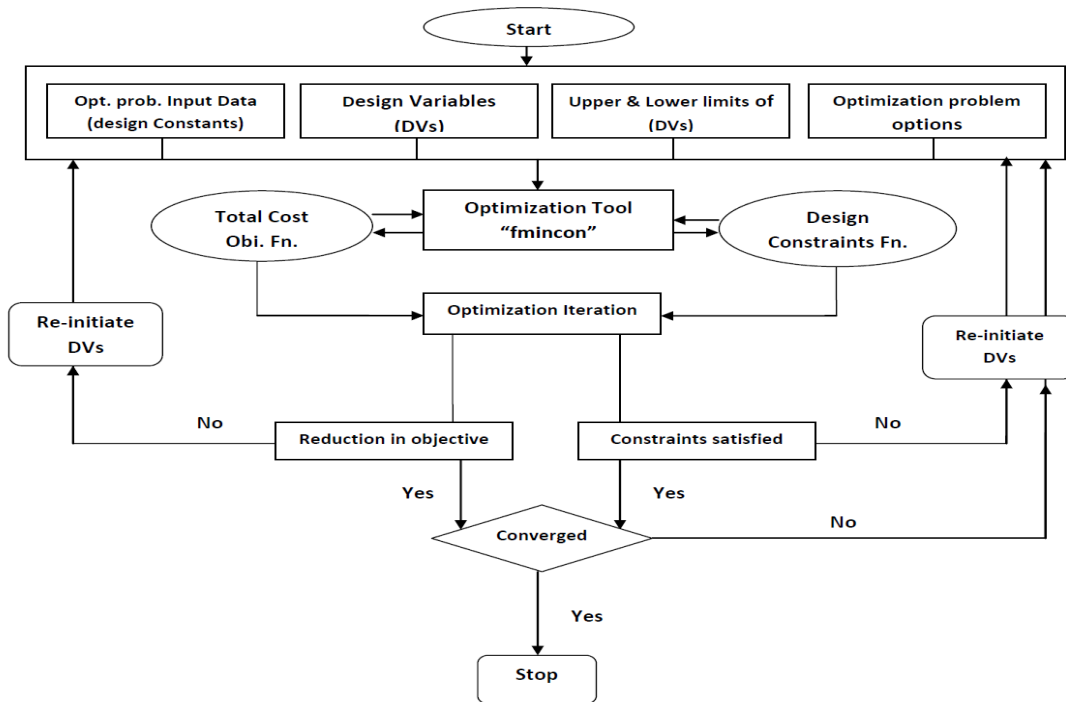 Start
Opt. prob. Input Data
(design Constants)
Design Variables
(DVs)
Upper & Lower limits of
(DVs)
Optimization problem
options
Total Cost
Obj. Fn.
Optimization Tool
“fmincon”
Design
Constraints Fn.
Optimization Iteration
Re-initiate
DVs
Re-initiate
DVs
No
Reduction in objective
Constraints satisfied
No
Yes
Yes
Converged
No
Yes
Stop